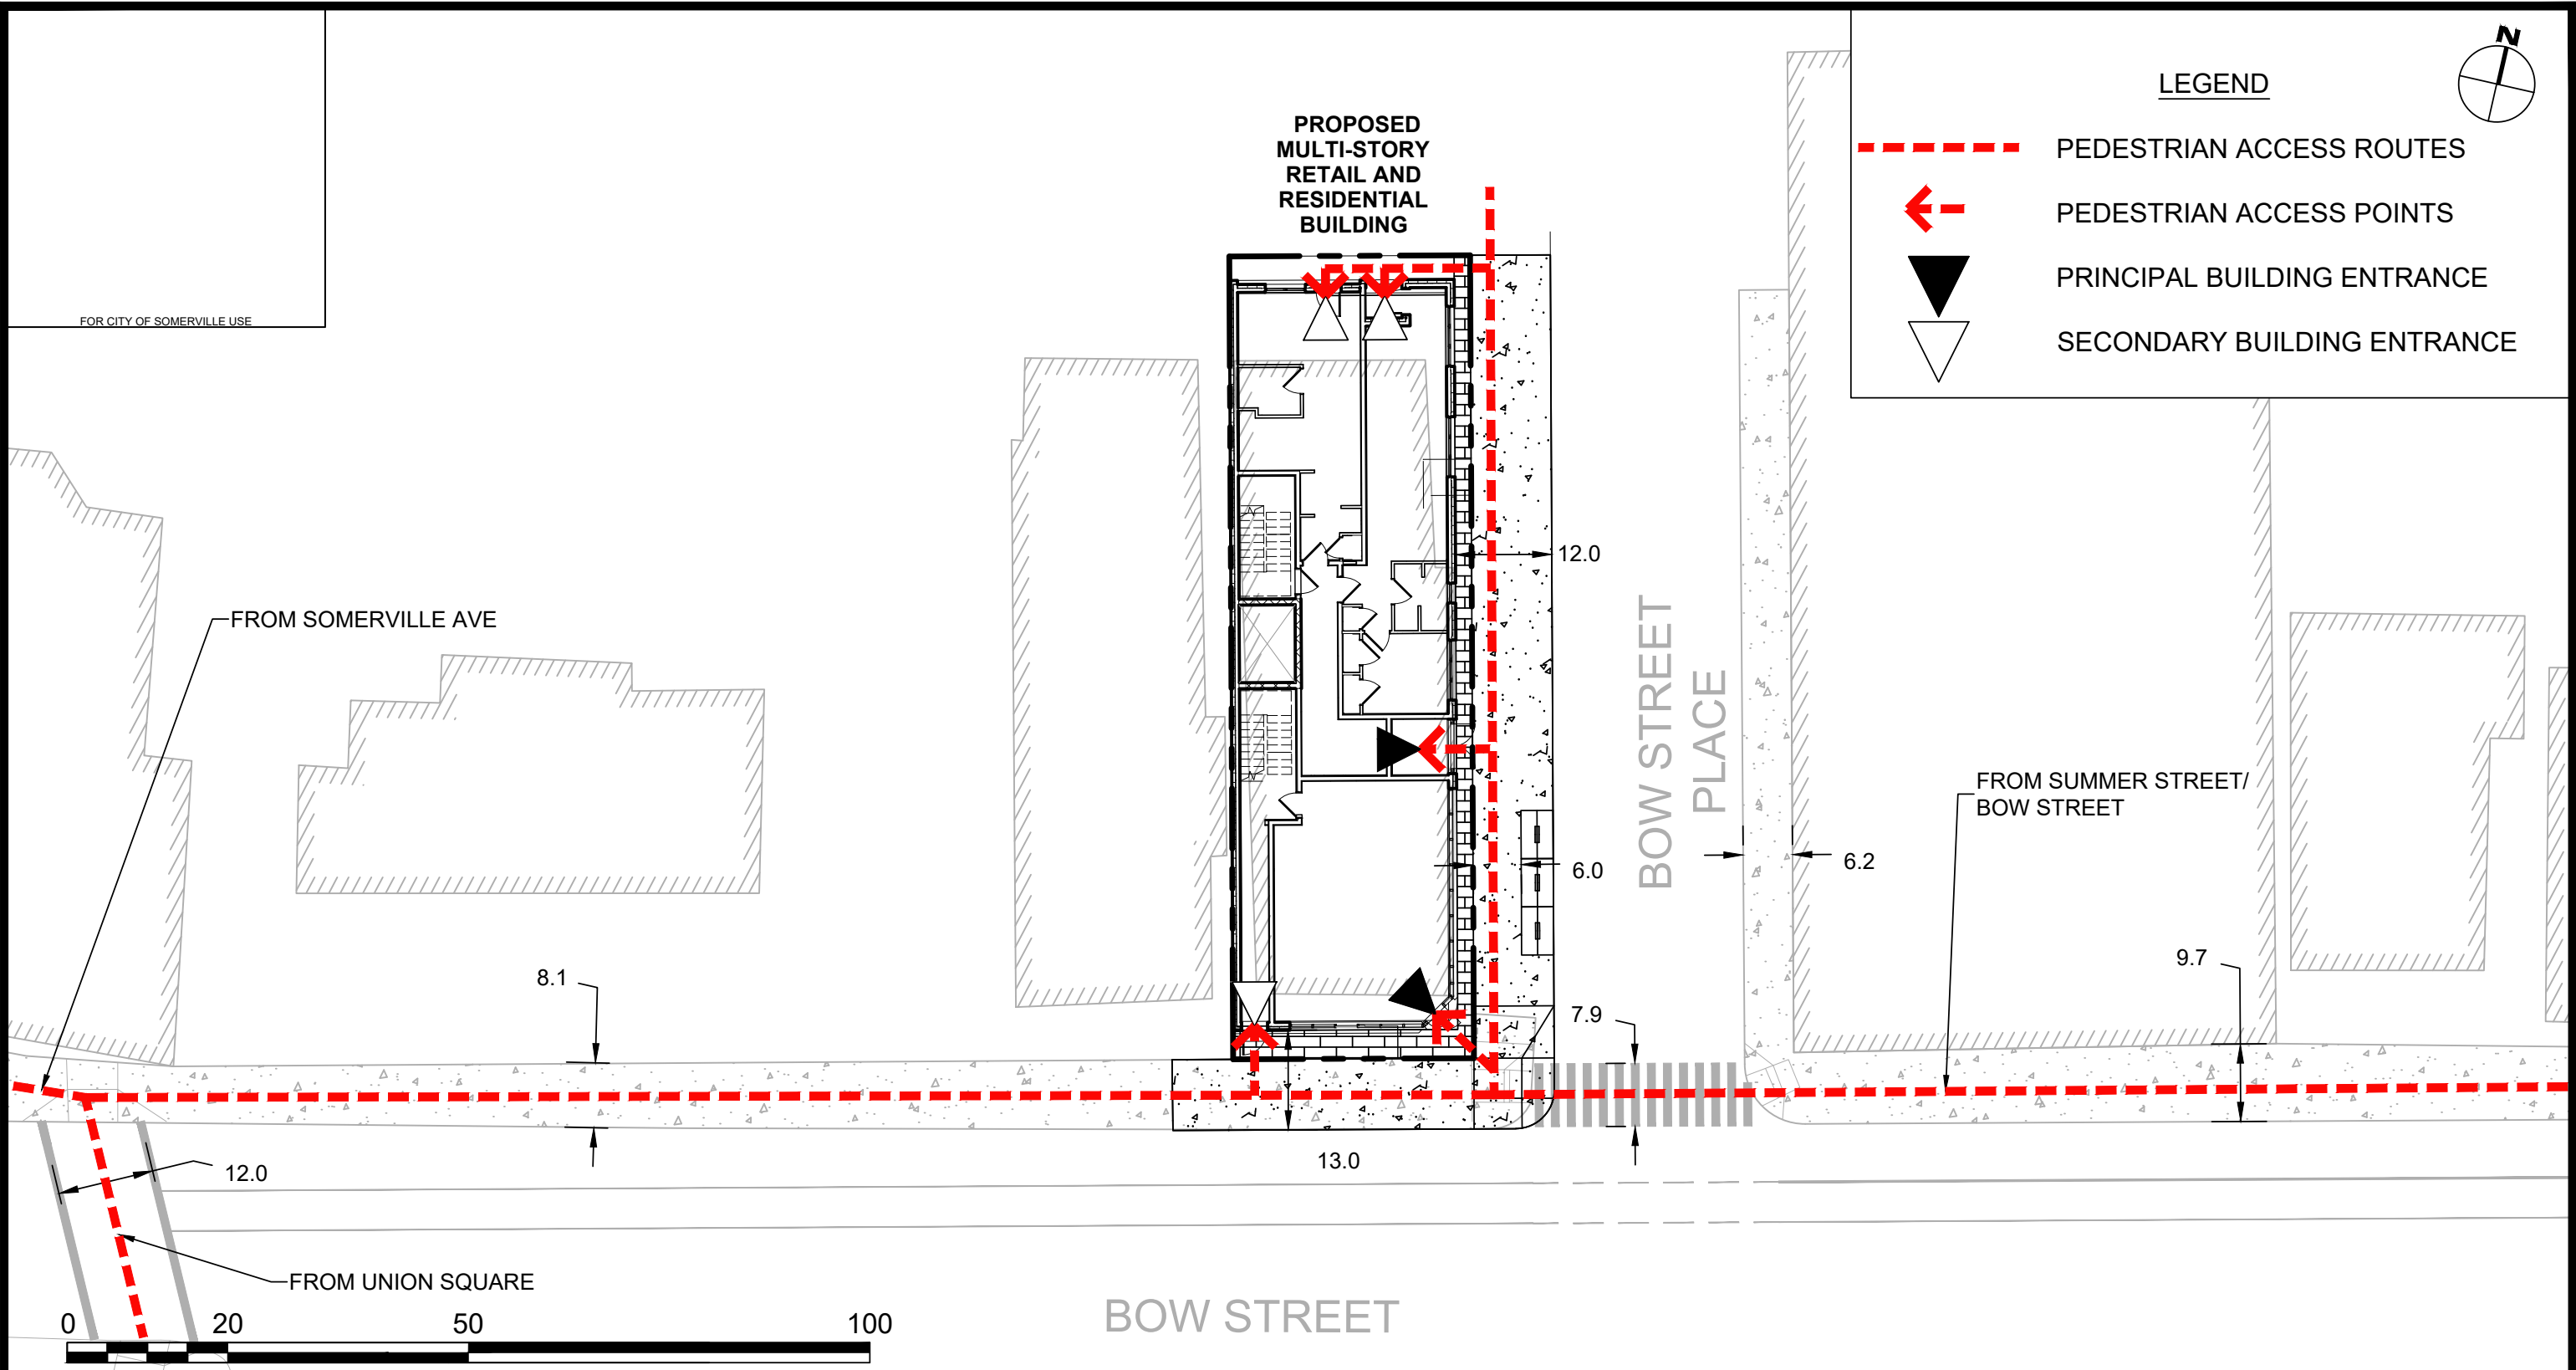 FOR CITY OF SOMERVILLE USE
PROPOSED
MULTI-STORY
RETAIL AND
RESIDENTIAL
BUILDING
N
LEGEND
PEDESTRIAN ACCESS ROUTES
PEDESTRIAN ACCESS POINTS
PRINCIPAL BUILDING ENTRANCE
SECONDARY BUILDING ENTRANCE
12.0
FROM SOMERVILLE AVE
BOW STREET
PLACE
FROM SUMMER STREET/
BOW STREET
6.0
6.2
8.1
9.7
7.9
13.0
12.0
FROM UNION SQUARE
BOW STREET
0 20 50 100